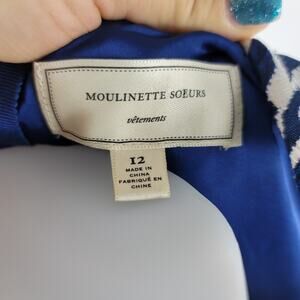 MOULINETTE SOEURS
vêtements
12
MADE IN
CHINA
FABRIQUÉ EN
CHINE